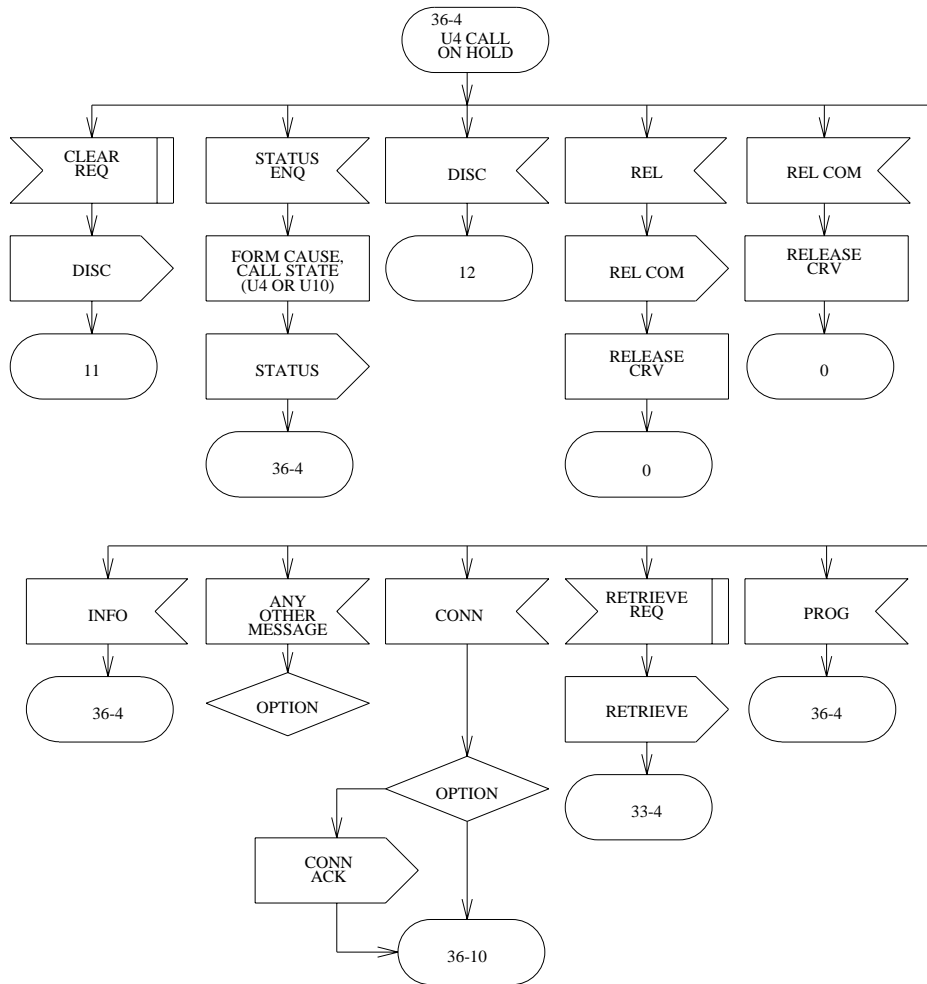 36-4
U4 CALL
ON HOLD
CLEAR
REQ
STATUS
ENQ
DISC
REL
REL COM
DISC
FORM CAUSE,
CALL STATE
(U4 OR U10)
12
REL COM
RELEASE
CRV
11
STATUS
RELEASE
CRV
0
36-4
0
INFO
ANY
OTHER
MESSAGE
CONN
RETRIEVE
REQ
PROG
36-4
OPTION
RETRIEVE
36-4
OPTION
33-4
CONN
ACK
36-10